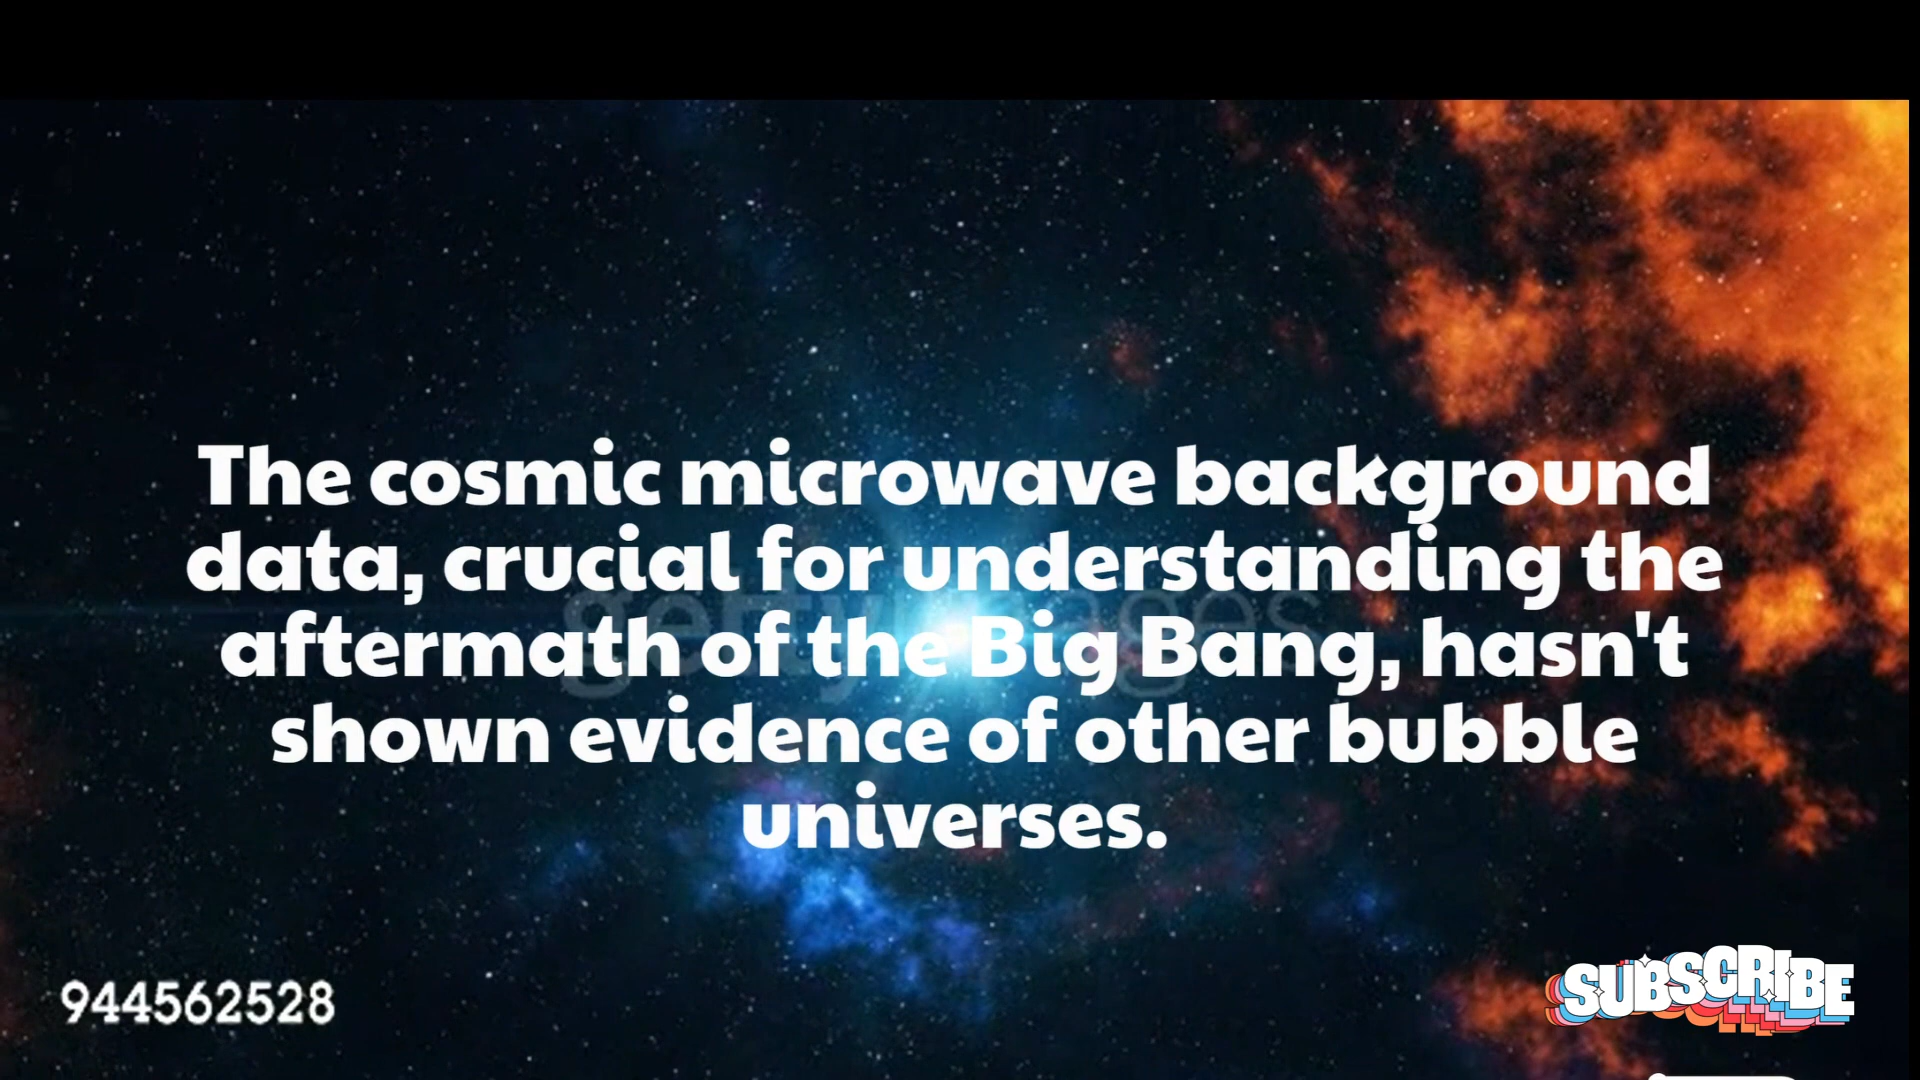 The cosmic microwave background
data, crucial for understanding the
aftermath of the Big Bang, hasn't
shown evidence of other bubble
universes.
gettyimages
944562528
SUBSCRIBE